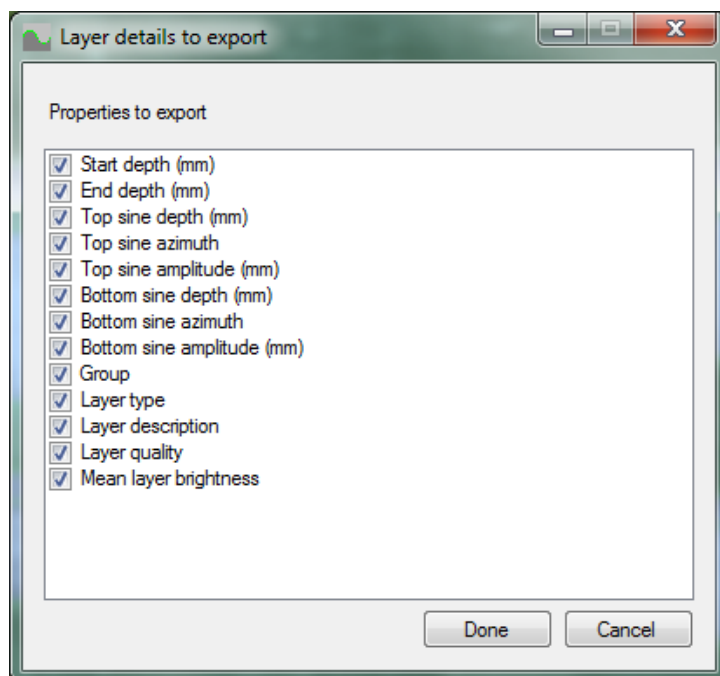 Layer details to export
Properties to export
Start depth (mm)
End depth (mm)
Top sine depth (mm)
Top sine azimuth
Top sine amplitude (mm)
Bottom sine depth (mm)
Bottom sine azimuth
Bottom sine amplitude (mm)
Group
Layer type
Layer description
Layer quality
Mean layer brightness
Done Cancel